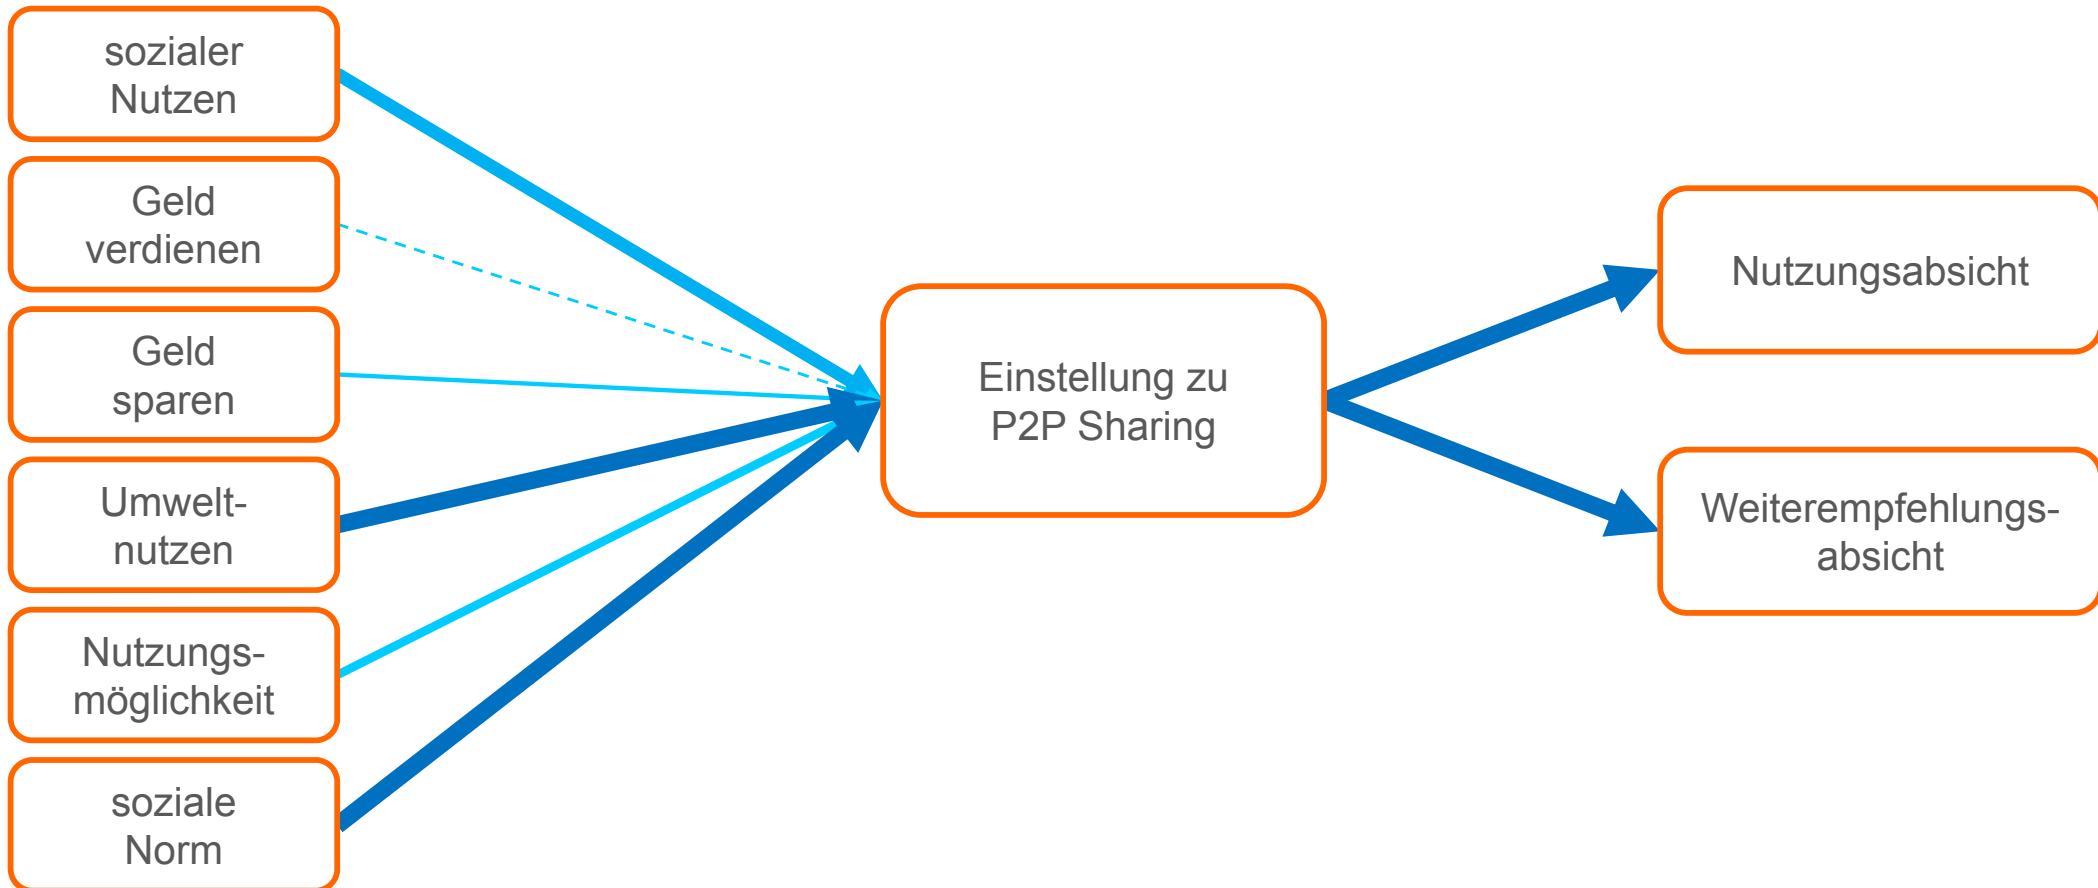 sozialer
Nutzen
Geld
verdienen
Geld
sparen
Umwelt-
nutzen
Nutzungs-
möglichkeit
soziale
Norm
Einstellung zu
P2P Sharing
Nutzungsabsicht
Weiterempfehlungs-
absicht